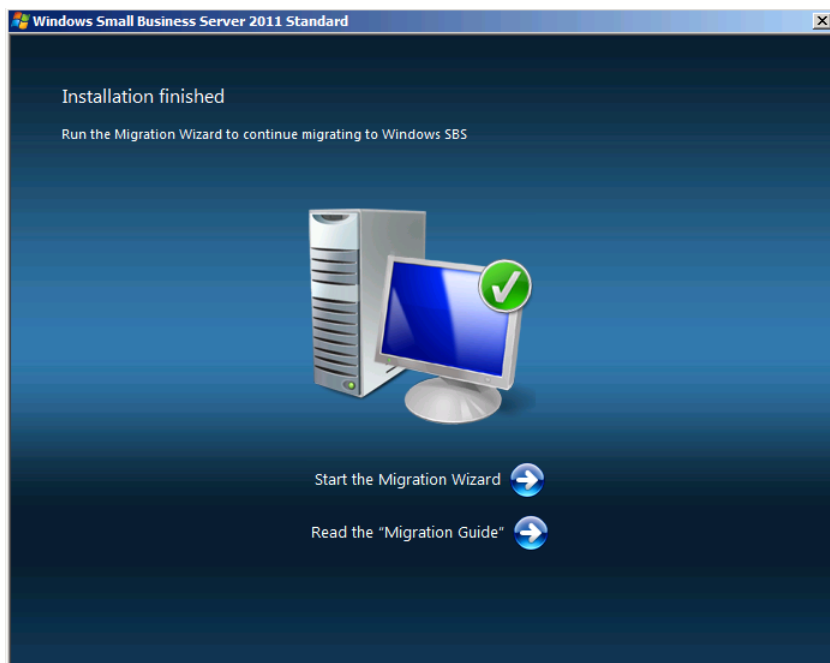 Windows Small Business Server 2011 Standard
Installation finished
Run the Migration Wizard to continue migrating to Windows SBS
Start the Migration Wizard
Read the “Migration Guide”